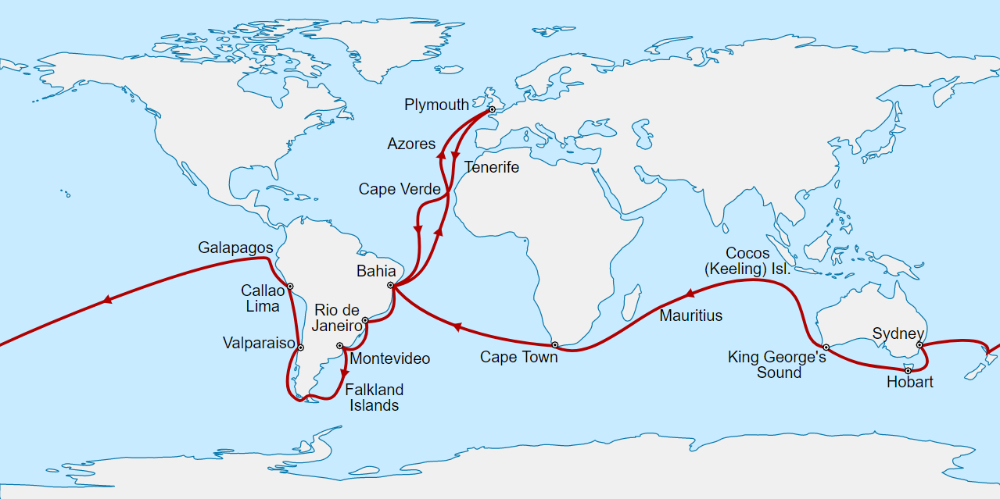 Plymouth
Azores
Tenerife
Cape Verde
Galapagos
Cocos
(Keeling) Isl.
Bahia
Callao
Lima
Rio de
Janeiro
Mauritius
Sydney
Valparaiso
Montevideo
Cape Town
King George's
Sound
Hobart
Falkland
Islands